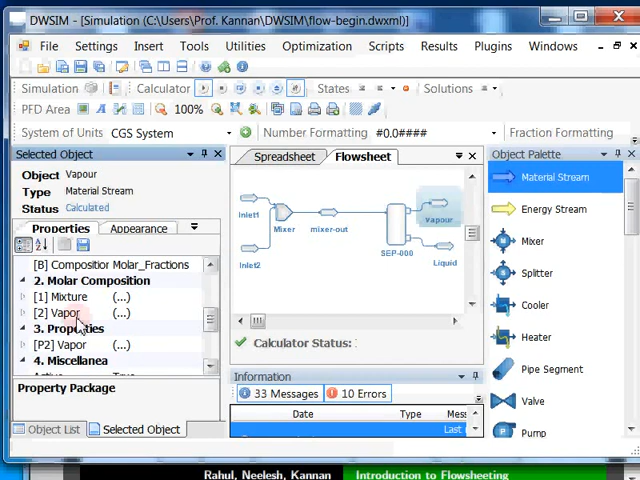 DWSIM - [Simulation (C:\Users\Prof. Kannan\DWSIM\flow-begin.dwxml)]
File Settings Insert Tools Utilities Optimization Scripts Results Plugins Windows
Simulation Calculator States Solutions
PFD Area 100%
System of Units CGS System Number Formatting #0.0#### Fraction Formatting
Selected Object
Object Vapour
Type Material Stream
Status Calculated
Properties Appearance
[B] Composition Molar_Fractions
2. Molar Composition
[1] Mixture (...)
[2] Vapor (...)
3. Properties
[P2] Vapor (...)
4. Miscellanea
Active True
Property Package
Object List Selected Object
Spreadsheet Flowsheet
Inlet1
Mixer
mixer-out
Inlet2
SEP-000
vapour
Liquid
Calculator Status:
Information
33 Messages 10 Errors
Date Type Mess
Last
Object Palette
Material Stream
Energy Stream
Mixer
Splitter
Cooler
Heater
Pipe Segment
Valve
Pump
Rahul, Neelesh, Kannan Introduction to Flowsheeting